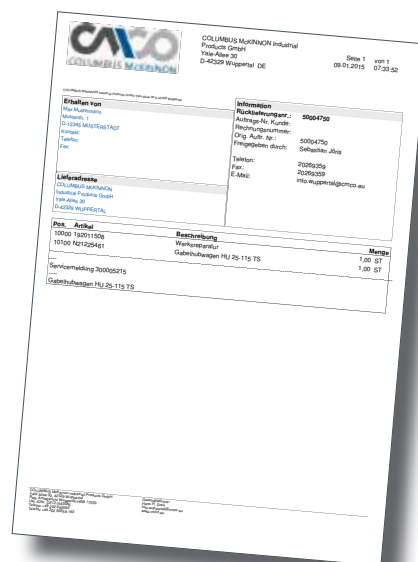 CMCO
COLUMBUS McKINNON
COLUMBUS McKINNON Industrial
Products GmbH
Yale-Allee 30
D-42329 Wuppertal DE
Seite 1 von 1
09.01.2015 07:33:52
Erhalten von
Max Mustermann
D-12345 MUSTERSTADT
Kontakt:
Telefon:
Fax:
Information
Rücklieferungsnr.: 50004750
Auftrags-Nr. Kunde:
Rechnungsnummer:
Orig. Auftr. Nr.: 50004750
Freigegeben durch: Sebastian Jöris
Telefon: 20269359
Fax: 20269359
E-Mail: info.wuppertal@cmco.eu
Lieferadresse
COLUMBUS McKINNON
Industrial Products GmbH
Yale-Allee 30
D-42329 WUPPERTAL
Pos. Artikel Beschreibung Menge
10000 192011508 Werksreparatur 1,00 ST
10100 N21225461 Gabelhubwagen HU 25-115 TS 1,00 ST
----
Servicemeldung 300005215
----
Gabelhubwagen HU 25-115 TS